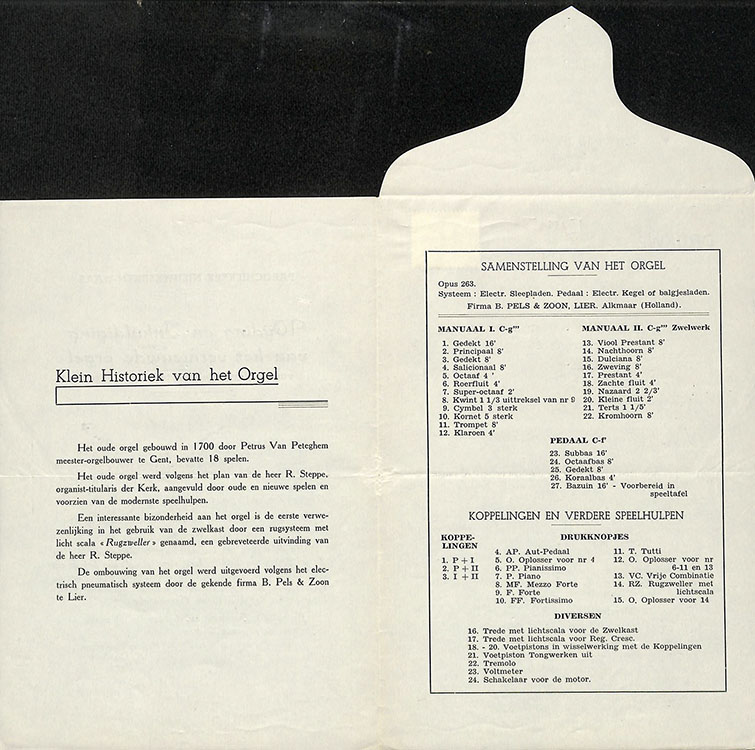 Klein Historiek van het Orgel
Het oude orgel gebouwd in 1700 door Petrus Van Peteghem
meester-orgelbouwer te Gent, bevatte 18 spelen.
Het oude orgel werd volgens het plan van de heer R. Steppe,
organist-titularis der Kerk, aangevuld door oude en nieuwe spelen en
voorzien van de modernste speelhulpen.
Een interessante bizonderheid aan het orgel is de eerste verwe-
zenlijking in het gebruik van de zwelkast door een rugsysteem met
licht scala « Rugzweller » genaamd, een gebreveteerde uitvinding van
de heer R. Steppe.
De ombouwing van het orgel werd uitgevoerd volgens het elec-
trisch pneumatisch systeem door de gekende firma B. Pels & Zoon
te Lier.
SAMENSTELLING VAN HET ORGEL
Opus 263.
Systeem : Electr. Sleepladen. Pedaal : Electr. Kegel of balgjesladen.
Firma B. PELS & ZOON, LIER. Alkmaar (Holland).
MANUAAL I. C-g'''
1. Gedekt 16'
2. Principaal 8'
3. Gedekt 8'
4. Salicionaal 8'
5. Octaaf 4 '
6. Roerfluit 4'
7. Super-octaaf 2'
8. Kwint 1 1/3 uittreksel van nr 9
9. Cymbel 3 sterk
10. Kornet 5 sterk
11. Trompet 8'
12. Klaroen 4'
MANUAAL II. C-g''' Zwelwerk
13. Viool Prestant 8'
14. Nachthoorn 8'
15. Dulciana 8'
16. Zweving 8'
17. Prestant 4'
18. Zachte fluit 4'
19. Nazaard 2 2/3'
20. Kleine fluit 2'
21. Terts 1 1/5'
22. Kromhoorn 8'
PEDAAL C-f'
23. Subbas 16'
24. Octaafbas 8'
25. Gedekt 8'
26. Koraalbas 4'
27. Bazuin 16' - Voorbereid in
speeltafel
KOPPELINGEN EN VERDERE SPEELHULPEN
KOPPE-
LINGEN
1. P + I
2. P + II
3. I + II
DRUKKNOPJES
4. AP. Aut-Pedaal
5. O. Oplosser voor nr 4
6. PP. Pianissimo
7. P. Piano
8. MF. Mezzo Forte
9. F. Forte
10. FF. Fortissimo
11. T. Tutti
12. O. Oplosser voor nr
6-11 en 13
13. VC. Vrije Combinatie
14. RZ. Rugzweller met
lichtscala
15. O. Oplosser voor 14
DIVERSEN
16. Trede met lichtscala voor de Zwelkast
17. Trede met lichtscala voor Reg. Cresc.
18. - 20. Voetpistons in wisselwerking met de Koppelingen
21. Voetpiston Tongwerken uit
22. Tremolo
23. Voltmeter
24. Schakelaar voor de motor.